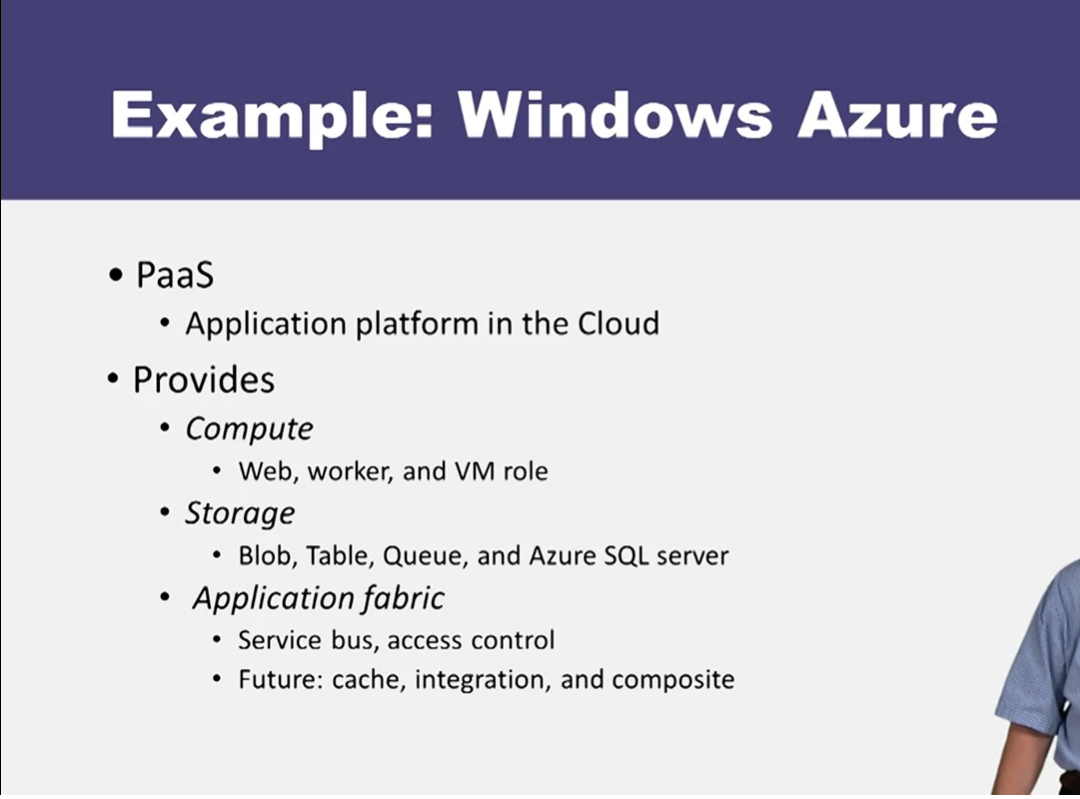 Example: Windows Azure
• PaaS
• Application platform in the Cloud
• Provides
• Compute
• Web, worker, and VM role
• Storage
• Blob, Table, Queue, and Azure SQL server
• Application fabric
• Service bus, access control
• Future: cache, integration, and composite